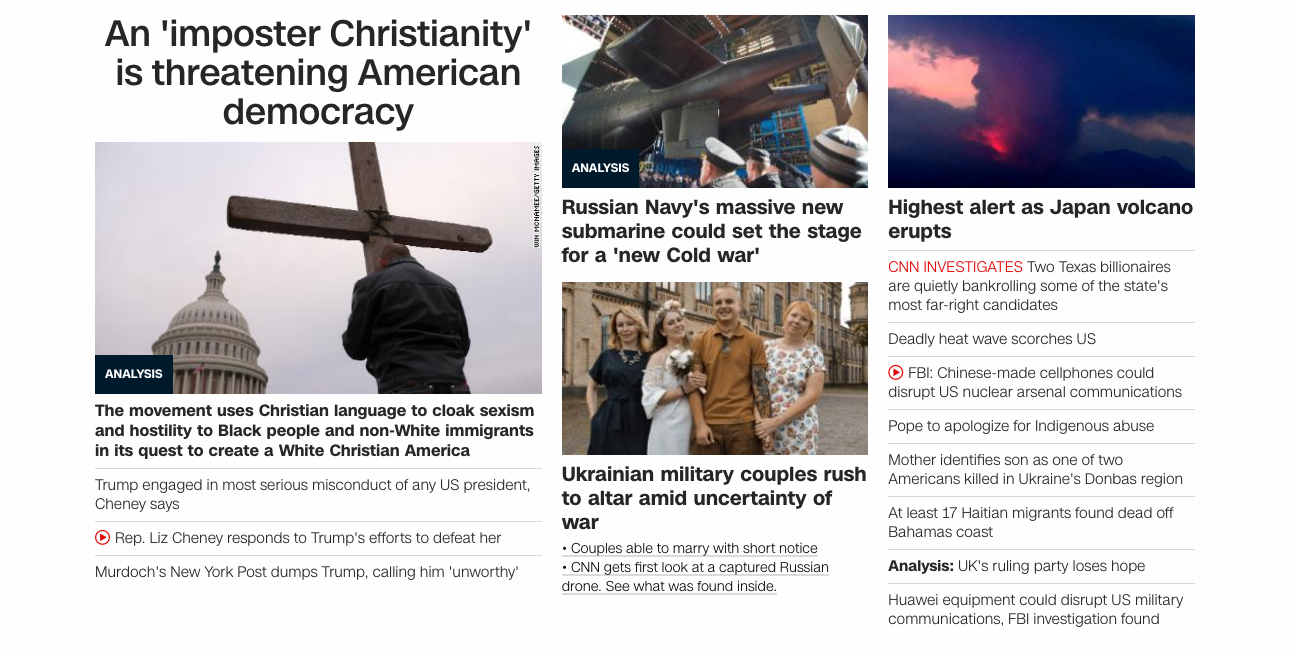 An 'imposter Christianity'
is threatening American
democracy
WIN MCNAMEE/GETTY IMAGES
ANALYSIS
The movement uses Christian language to cloak sexism
and hostility to Black people and non-White immigrants
in its quest to create a White Christian America
Trump engaged in most serious misconduct of any US president,
Cheney says
Rep. Liz Cheney responds to Trump's efforts to defeat her
Murdoch's New York Post dumps Trump, calling him 'unworthy'
ANALYSIS
Russian Navy's massive new
submarine could set the stage
for a 'new Cold war'
Ukrainian military couples rush
to altar amid uncertainty of
war
• Couples able to marry with short notice
• CNN gets first look at a captured Russian
drone. See what was found inside.
Highest alert as Japan volcano
erupts
CNN INVESTIGATES Two Texas billionaires
are quietly bankrolling some of the state's
most far-right candidates
Deadly heat wave scorches US
FBI: Chinese-made cellphones could
disrupt US nuclear arsenal communications
Pope to apologize for Indigenous abuse
Mother identifies son as one of two
Americans killed in Ukraine's Donbas region
At least 17 Haitian migrants found dead off
Bahamas coast
Analysis: UK's ruling party loses hope
Huawei equipment could disrupt US military
communications, FBI investigation found